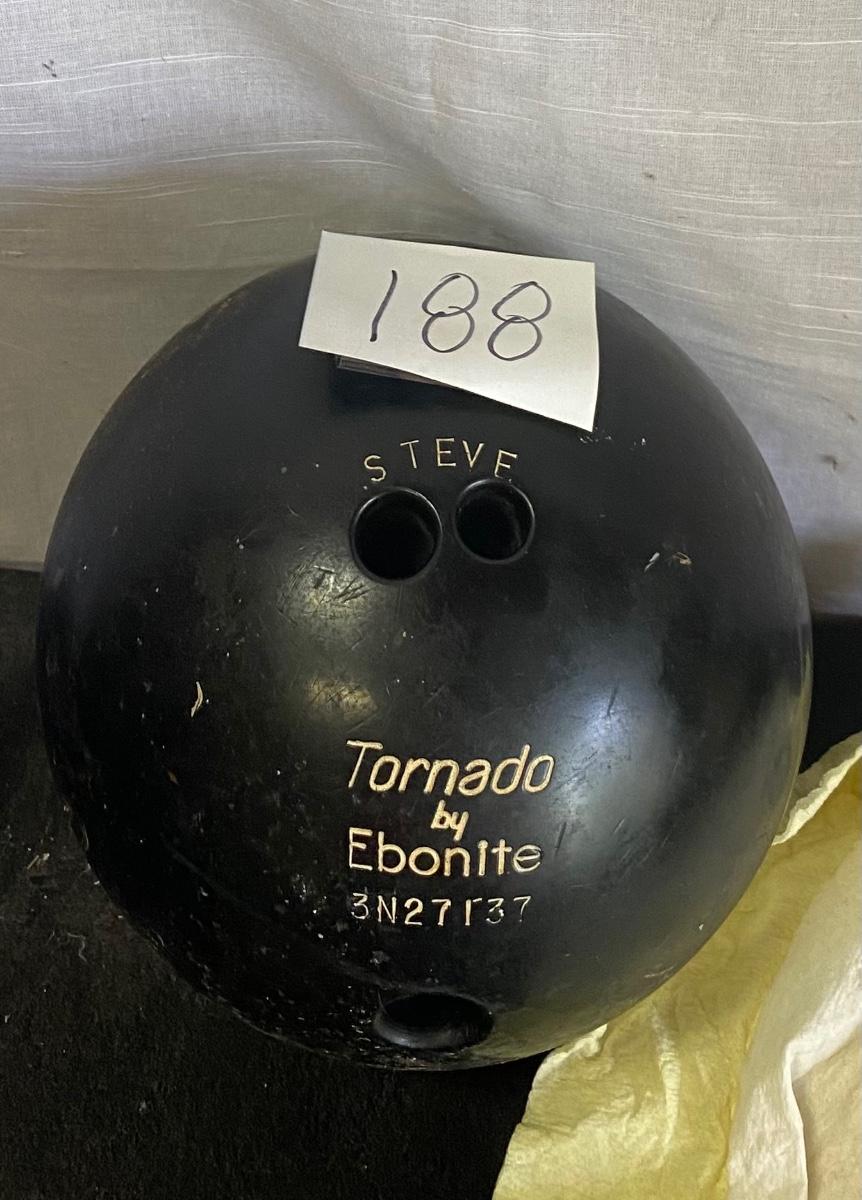 188
STEVE
Tornado
by
Ebonite
3N27137